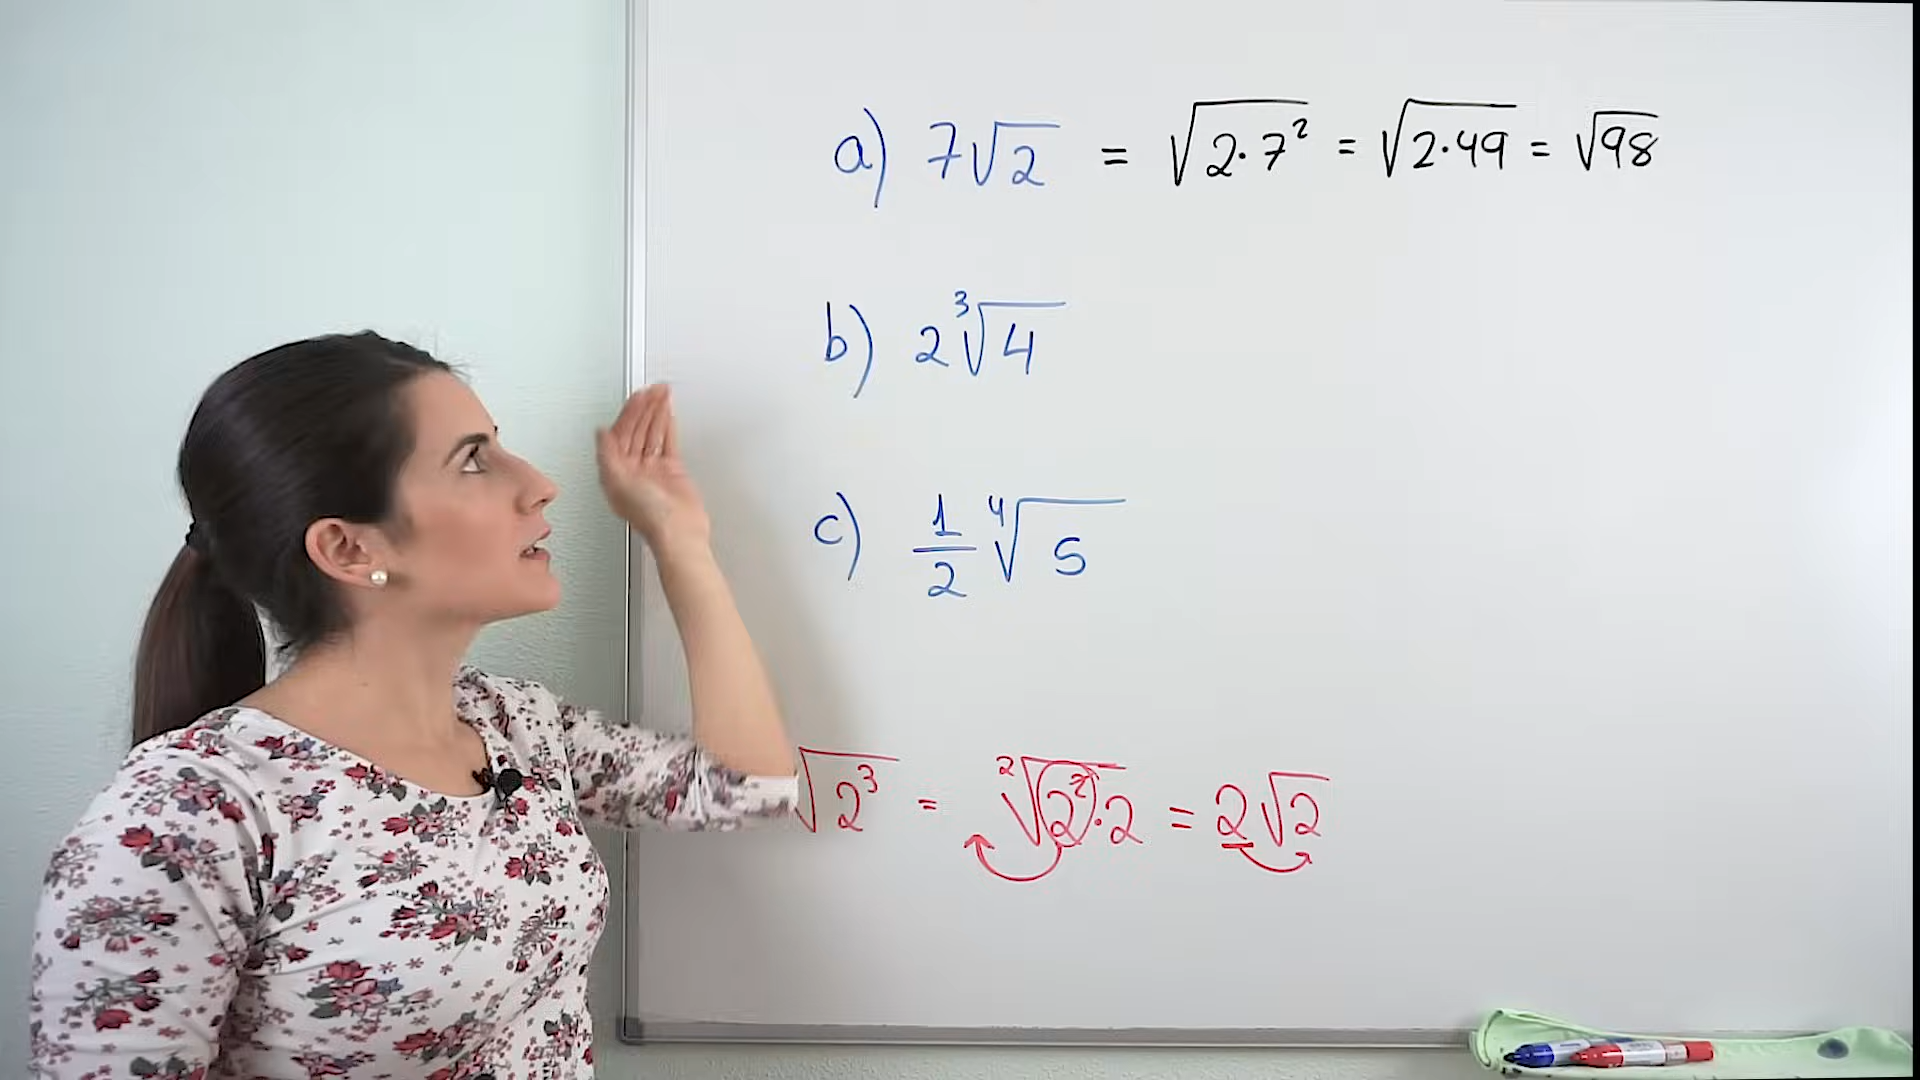 a) 7√2 = √2·7² = √2·49 = √98
b) 2∛4
c) 1/2 ∜5
√2³ = ²√2²·2 = 2√2